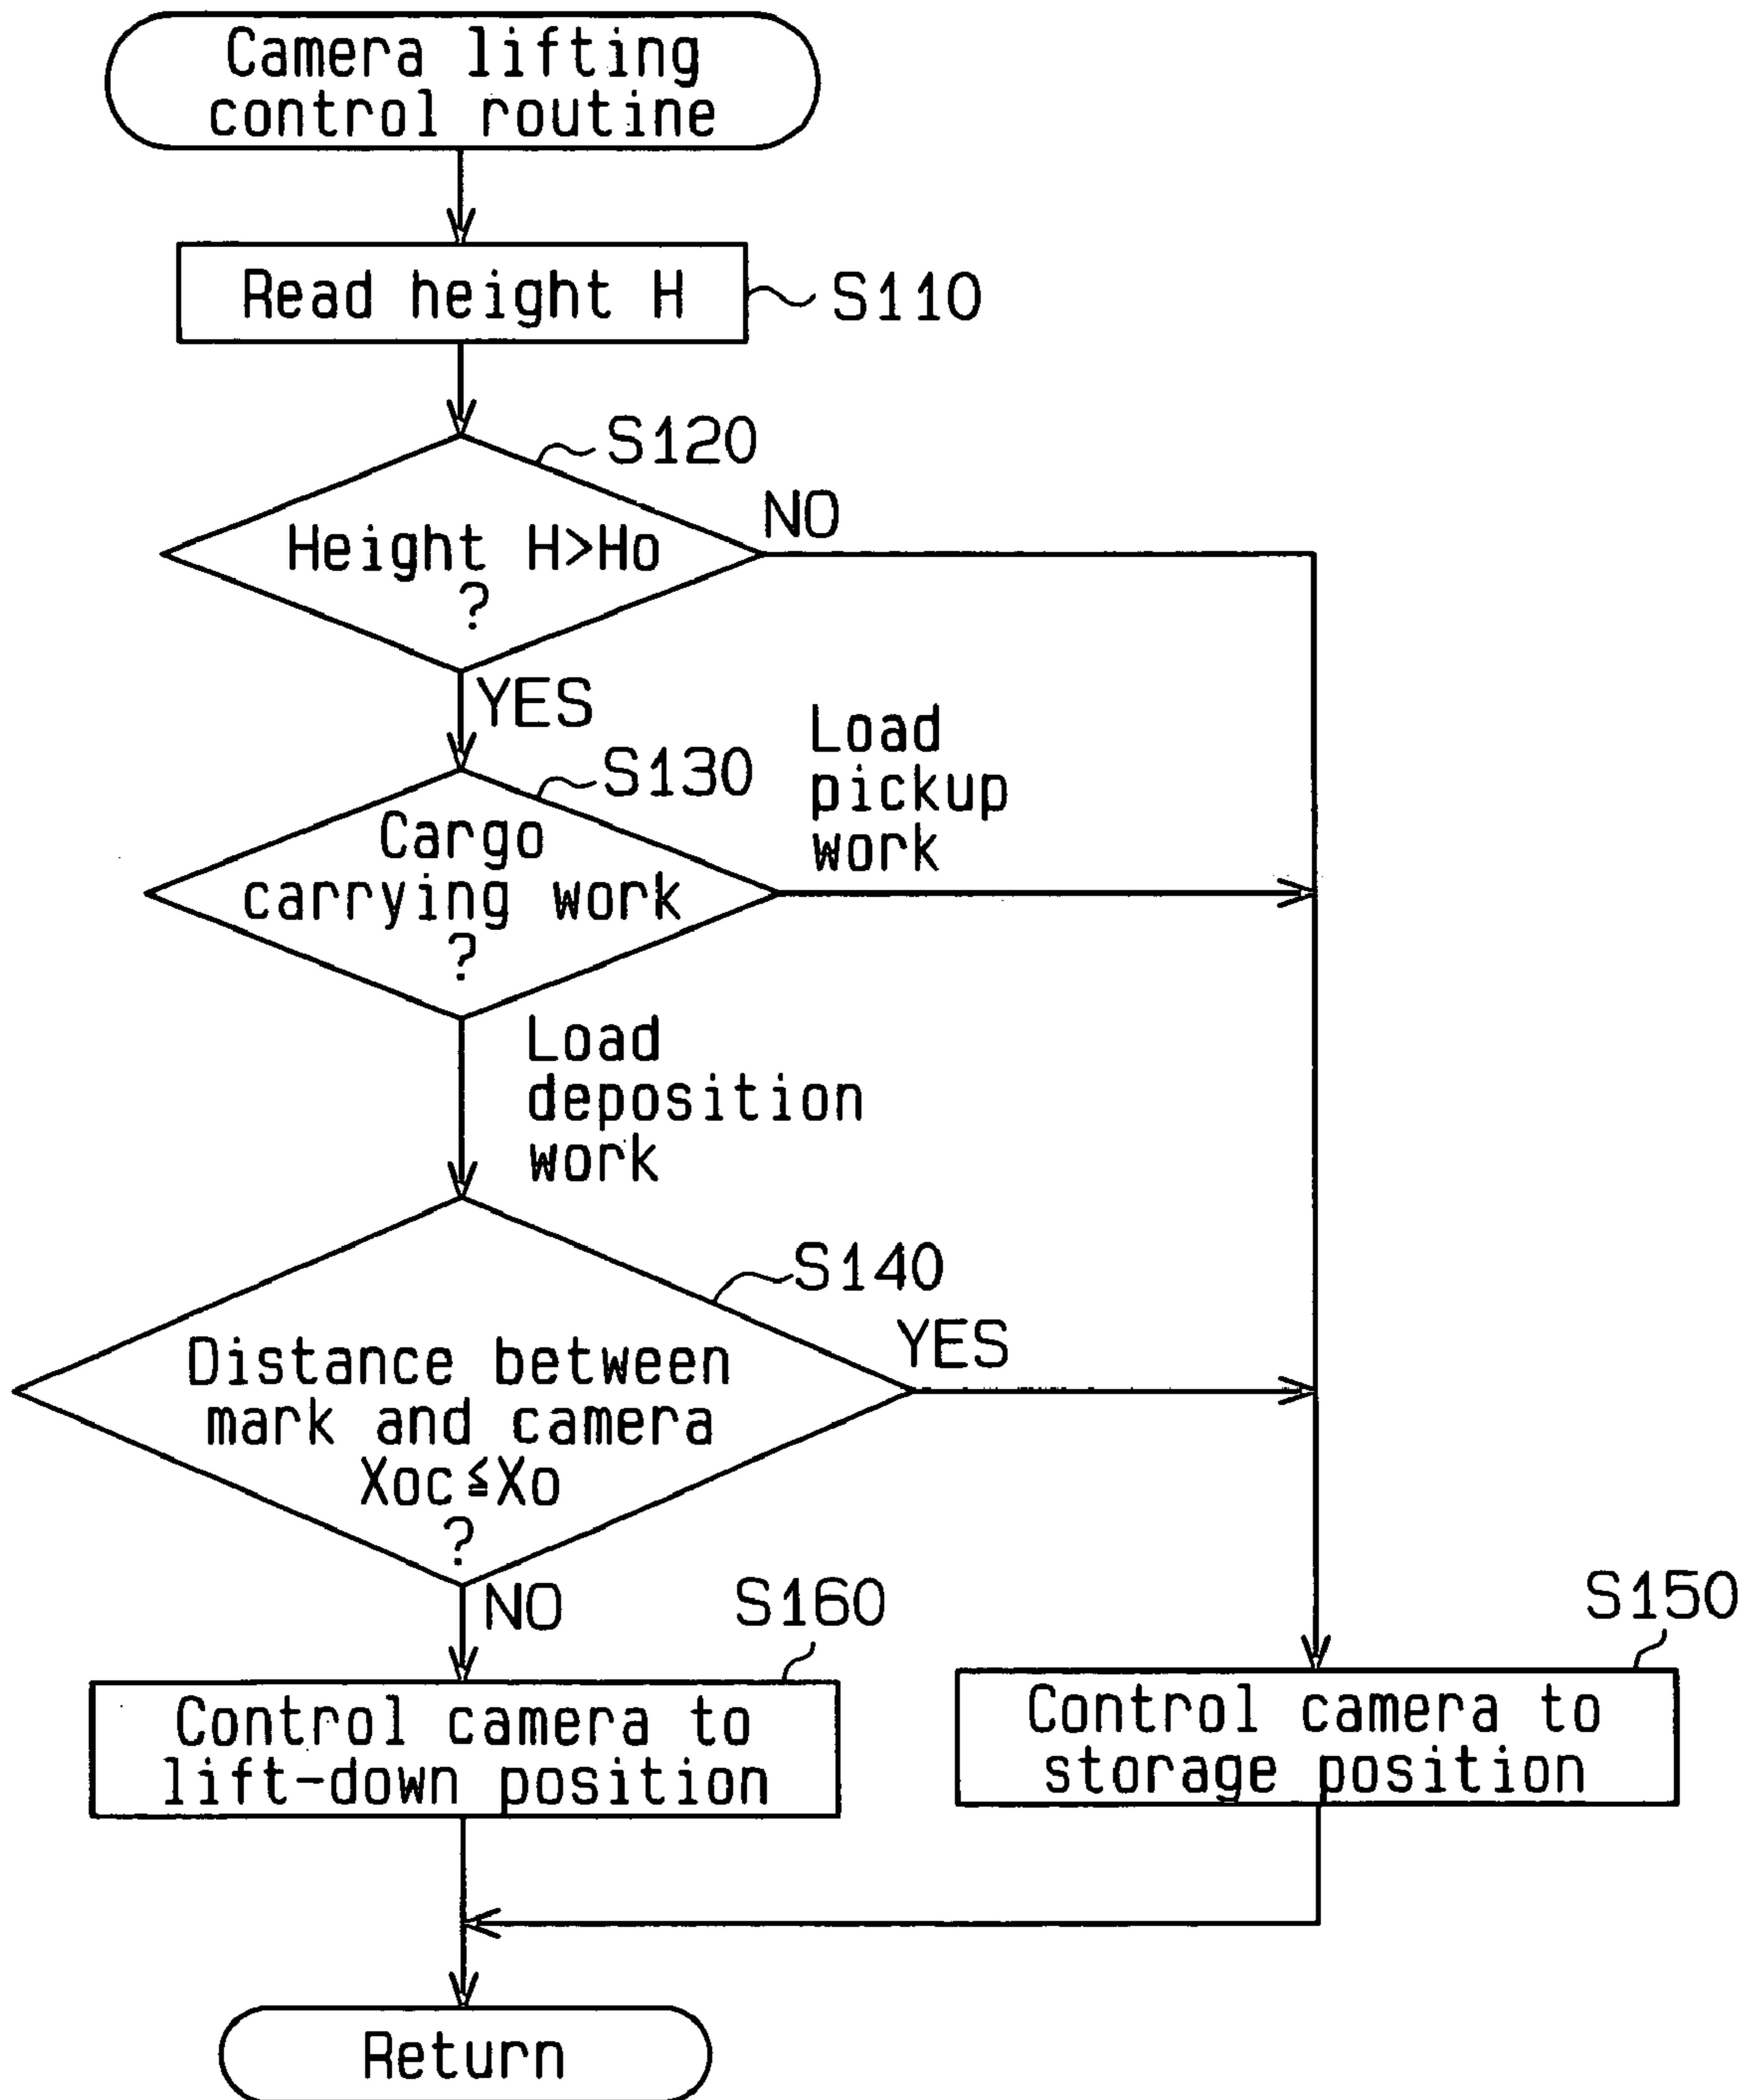 Camera lifting
control routine
Read height H
S110
S120
Height H>Ho
?
NO
YES
S130
Cargo
carrying work
?
Load
pickup
work
Load
deposition
work
S140
Distance between
mark and camera
Xoc≦Xo
?
YES
NO
S160
Control camera to
lift-down position
S150
Control camera to
storage position
Return